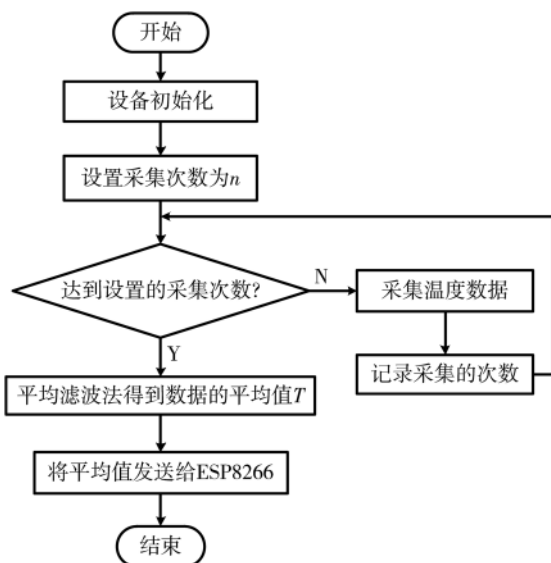 开始
设备初始化
设置采集次数为n
达到设置的采集次数?
N
采集温度数据
Y
记录采集的次数
平均滤波法得到数据的平均值T
将平均值发送给ESP8266
结束